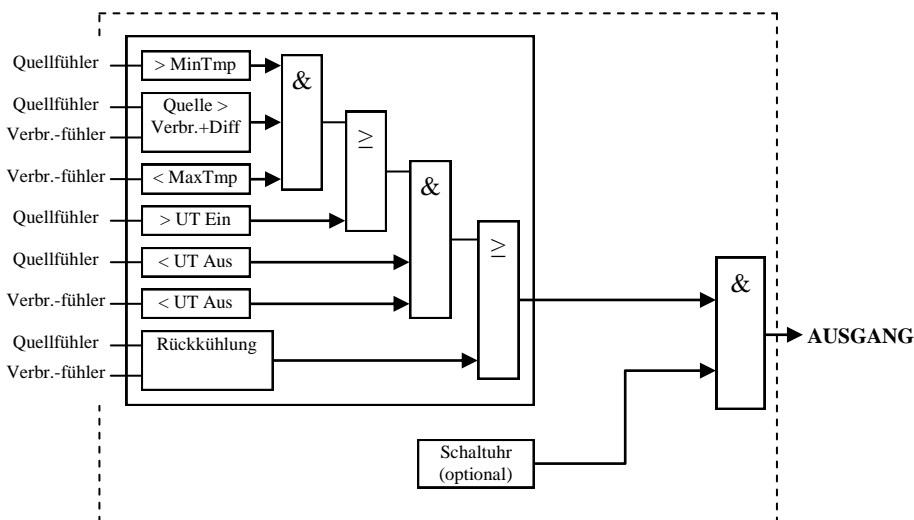 Quellfühler
> MinTmp
&
Quellfühler
Verbr.-fühler
Quelle >
Verbr.+Diff
≥
Verbr.-fühler
< MaxTmp
&
Quellfühler
> UT Ein
≥
Quellfühler
< UT Aus
Verbr.-fühler
< UT Aus
&
Quellfühler
Verbr.-fühler
Rückkühlung
AUSGANG
Schaltuhr
(optional)